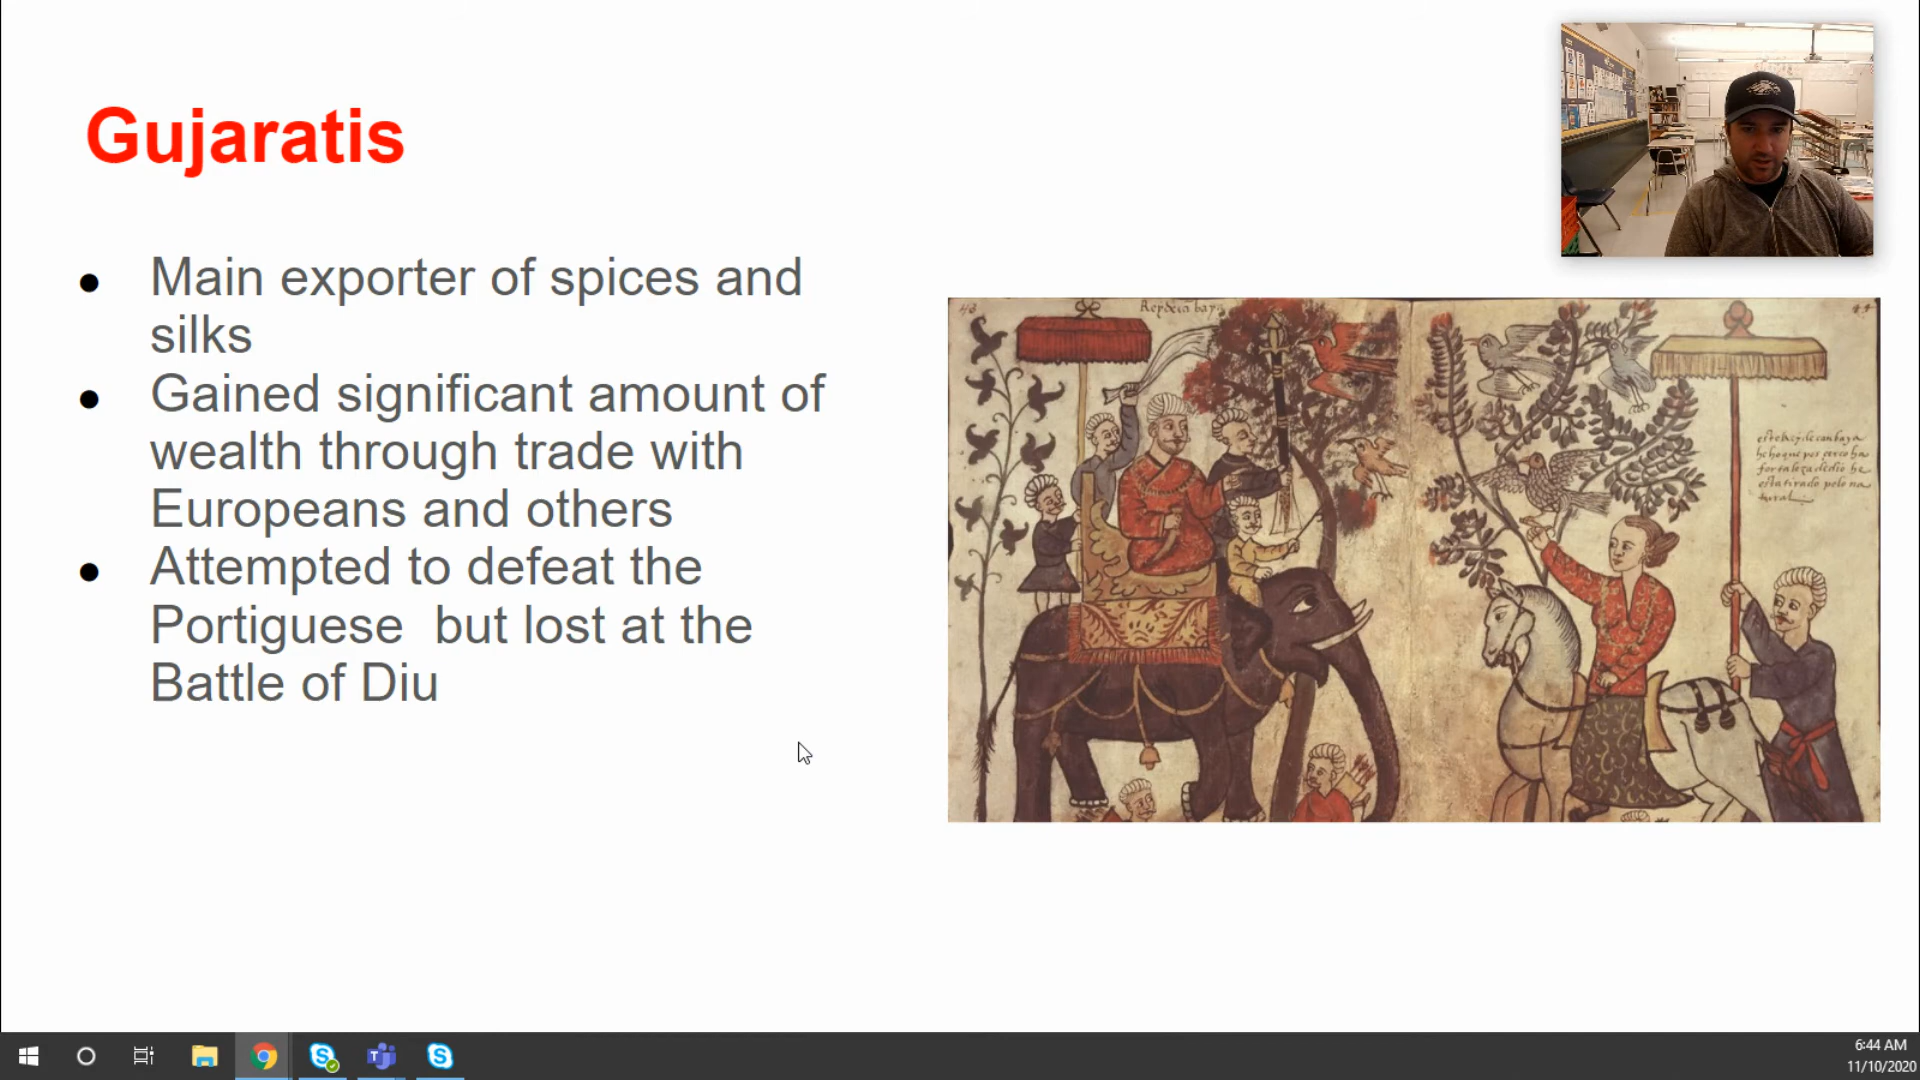 Gujaratis
● Main exporter of spices and
silks
● Gained significant amount of
wealth through trade with
Europeans and others
● Attempted to defeat the
Portiguese  but lost at the
Battle of Diu
6:44 AM
11/10/2020